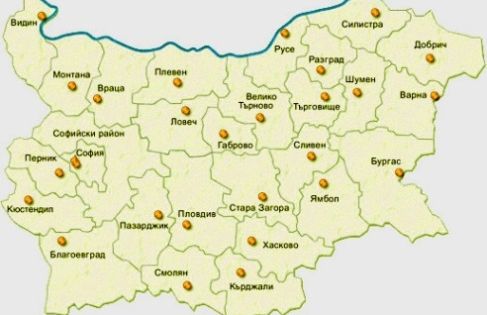 Видин
Силистра
Русе
Добрич
Монтана
Враца
Плевен
Разград
Шумен
Варна
Велико
Търново
Търговище
Ловеч
Софийски район
Габрово
Сливен
София
Перник
Бургас
Кюстендил
Стара Загора
Ямбол
Пазарджик
Пловдив
Хасково
Благоевград
Смолян
Кърджали